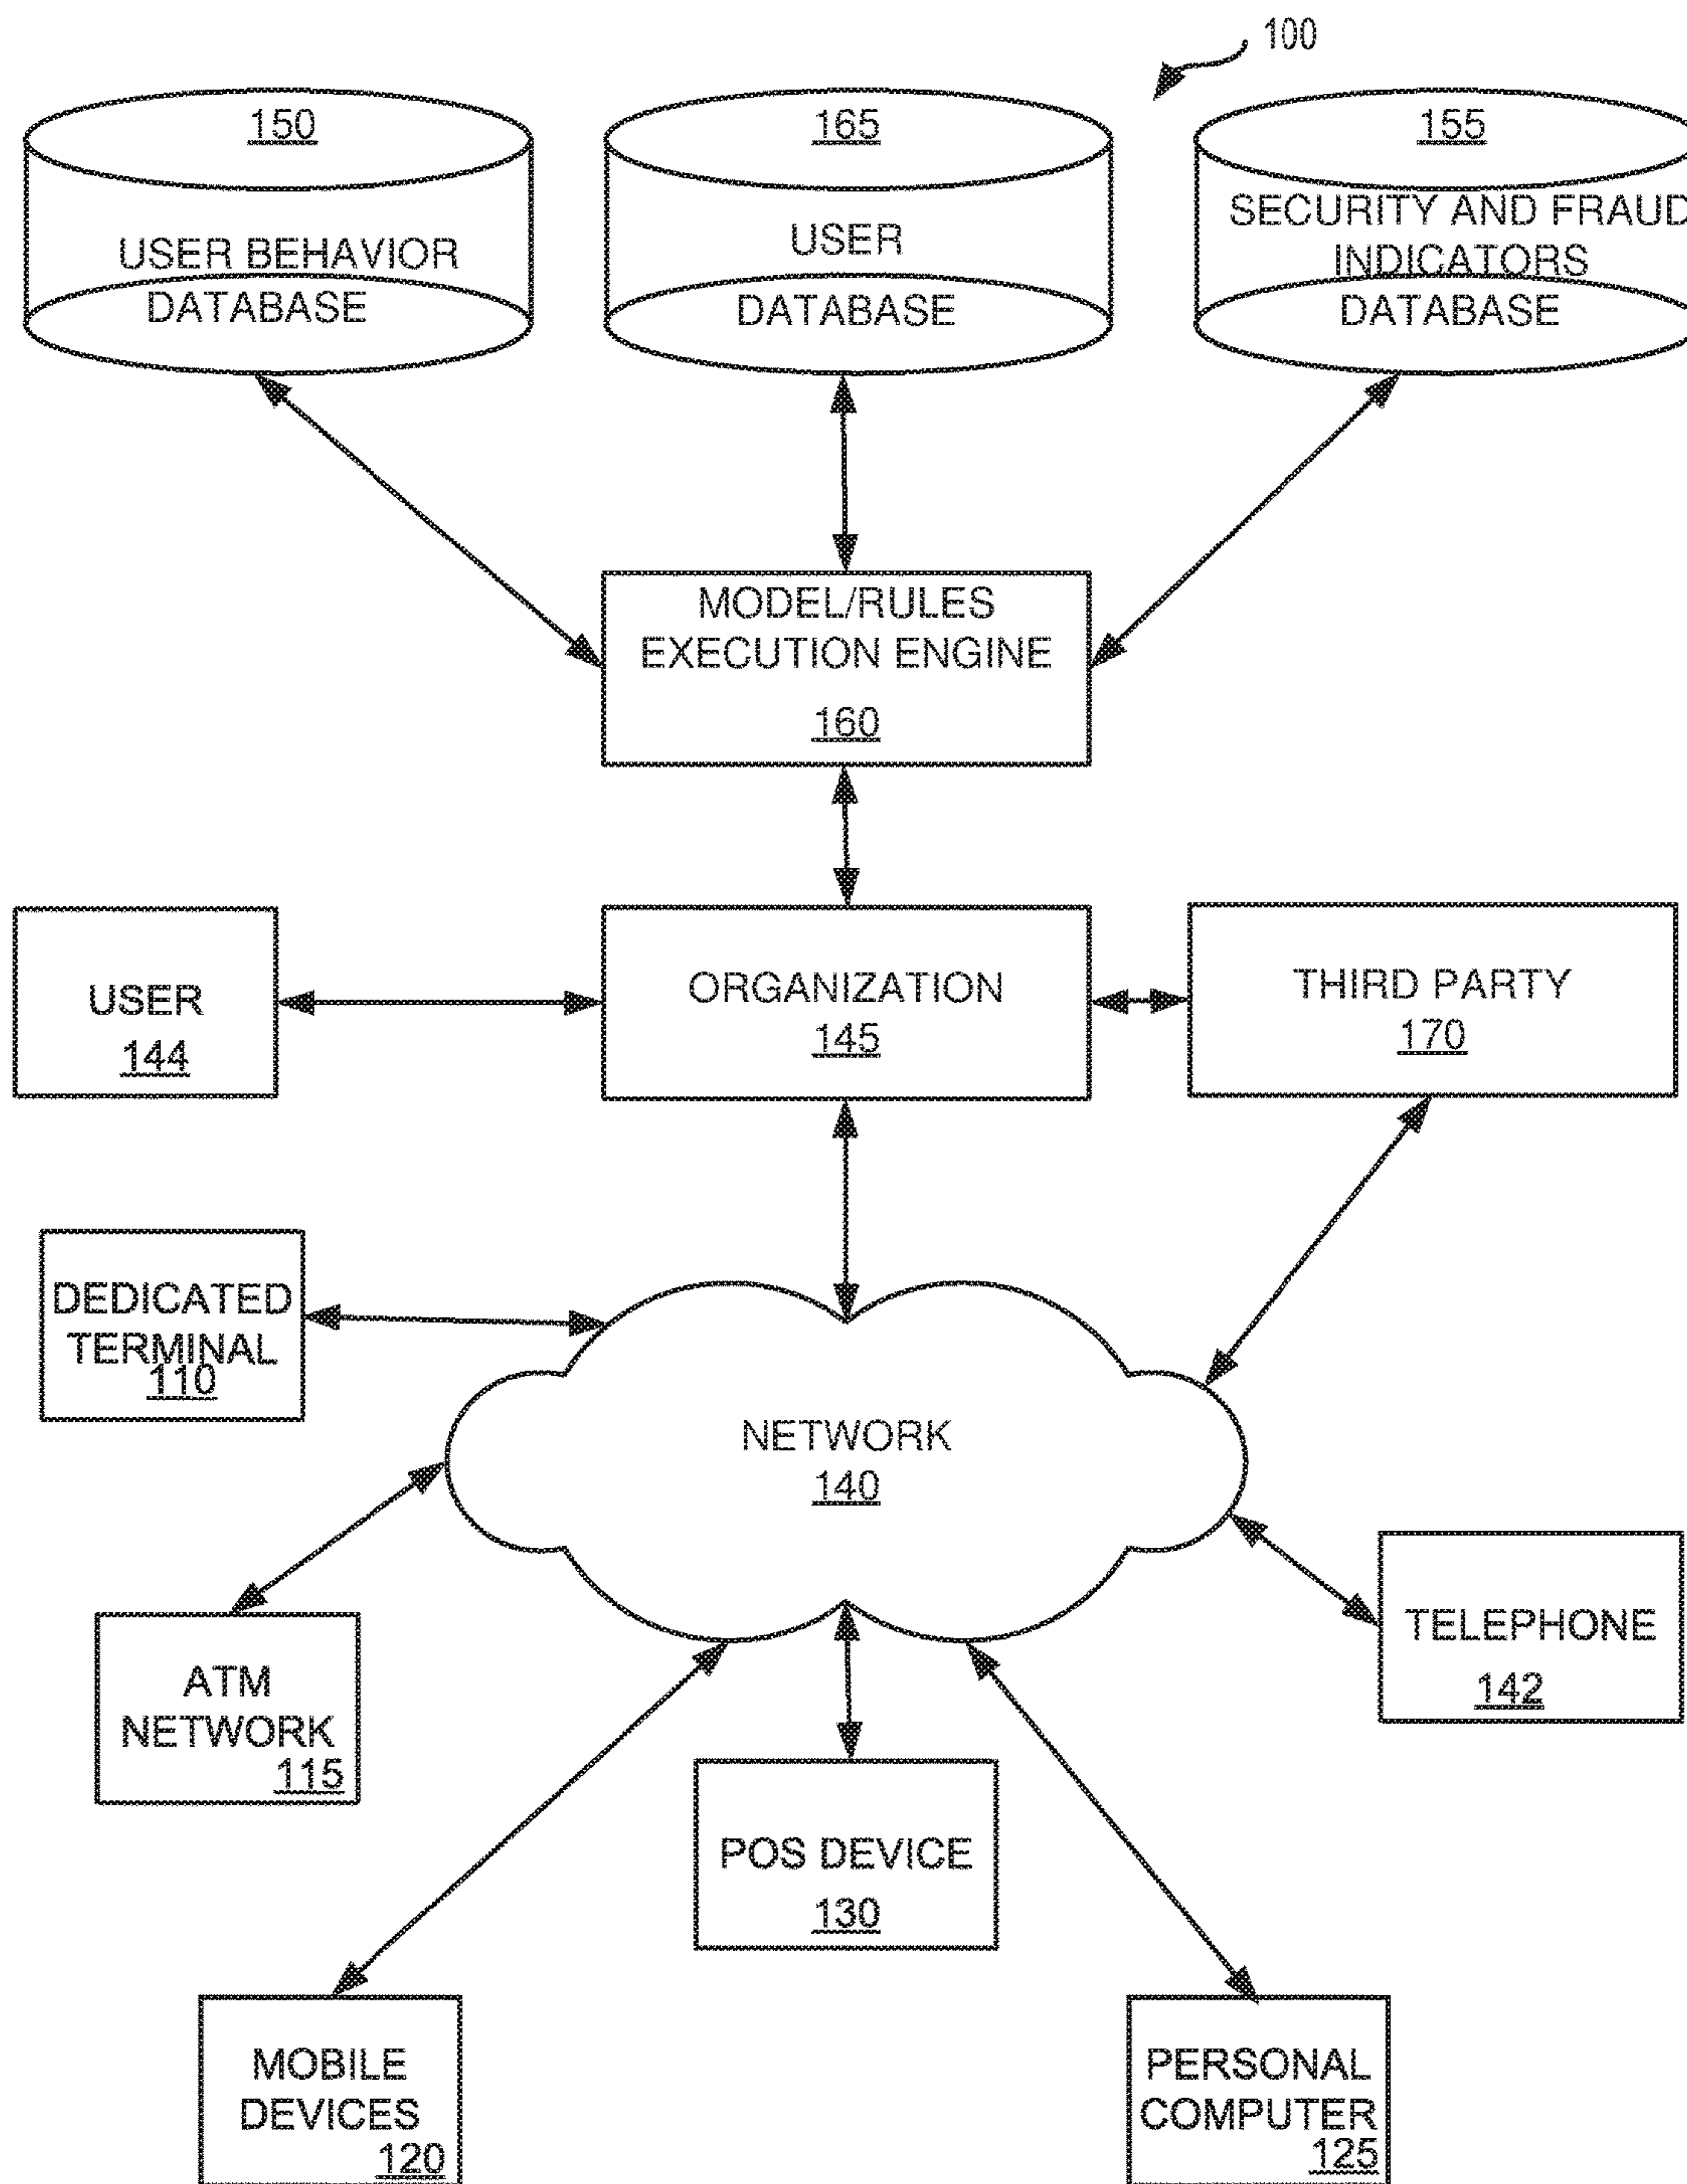 100
150
USER BEHAVIOR
DATABASE
165
USER
DATABASE
155
SECURITY AND FRAUD
INDICATORS
DATABASE
MODEL/RULES
EXECUTION ENGINE
160
USER
144
ORGANIZATION
145
THIRD PARTY
170
DEDICATED
TERMINAL
110
NETWORK
140
ATM
NETWORK
115
TELEPHONE
142
POS DEVICE
130
MOBILE
DEVICES
120
PERSONAL
COMPUTER
125